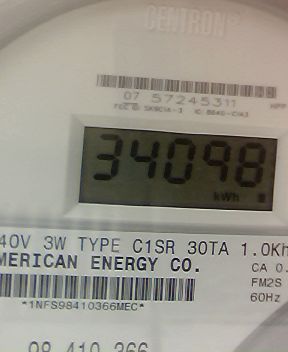 CENTRON®
07 57245311
34098
kWh
40V 3W TYPE C1SR 30TA 1.0Kh
MERICAN ENERGY CO.
CA 0.
FM2S
60Hz
*1NFS98410366MEC*
98 410 366